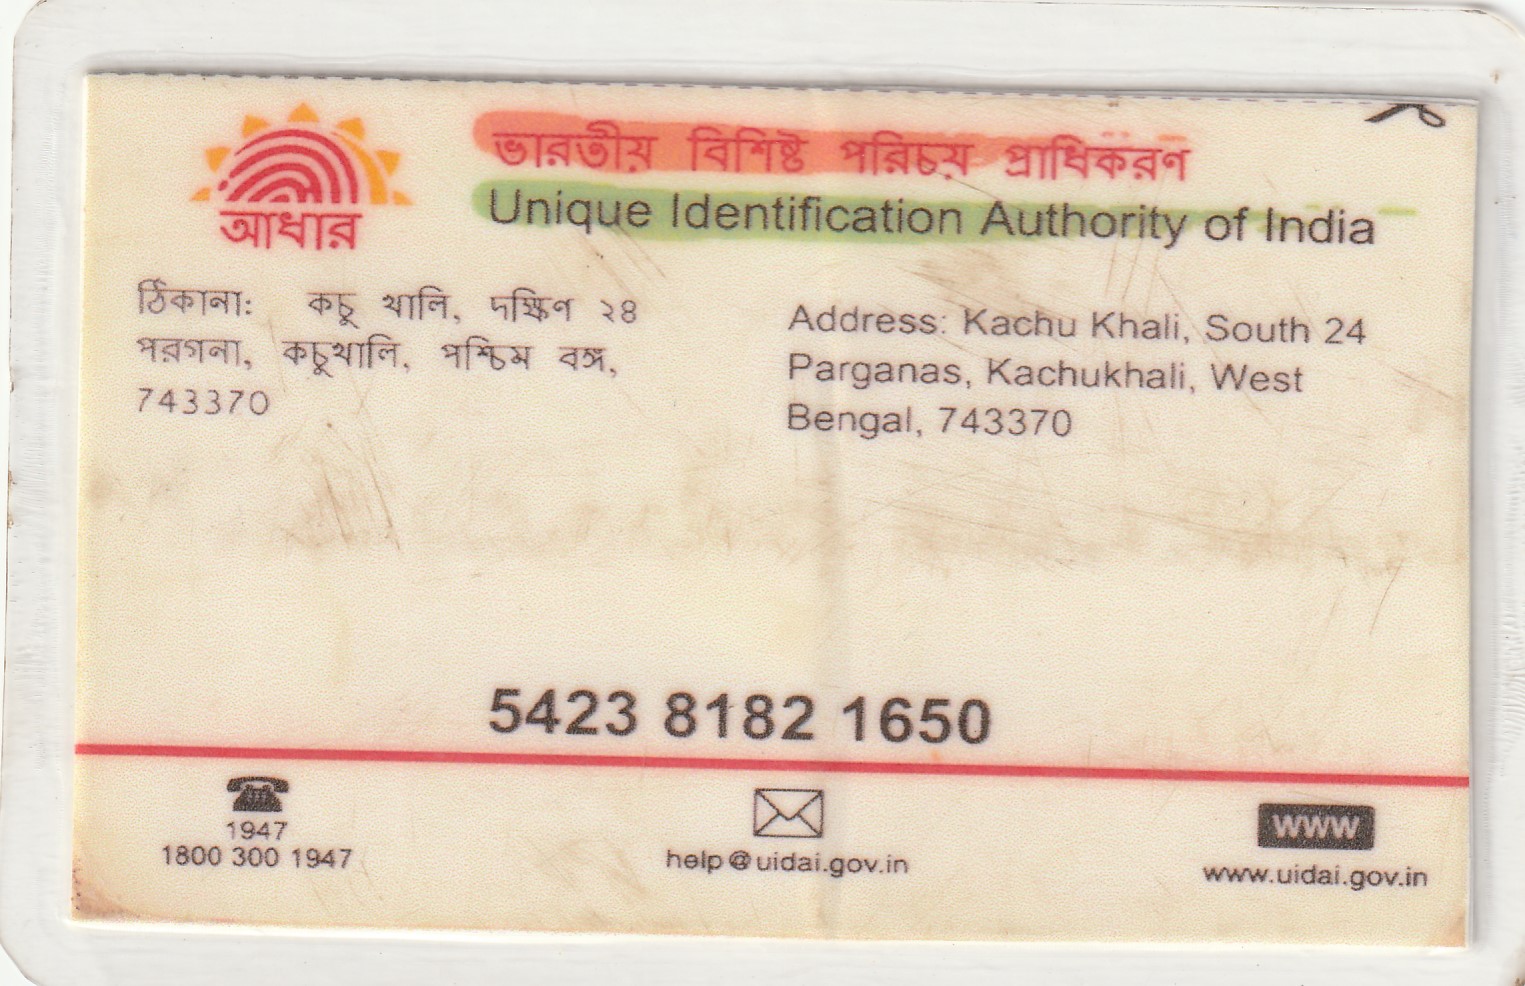 ভারতীয় বিশিষ্ট পরিচয় প্রাধিকরণ
Unique Identification Authority of India
আধার
ঠিকানা: কচু খালি, দক্ষিণ ২৪
পরগনা, কচুখালি, পশ্চিম বঙ্গ,
743370
Address: Kachu Khali, South 24
Parganas, Kachukhali, West
Bengal, 743370
5423 8182 1650
1947
1800 300 1947
help@uidai.gov.in
WWW
www.uidai.gov.in